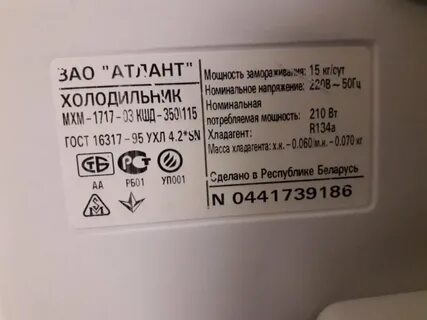 ЗАО "АТЛАНТ"
ХОЛОДИЛЬНИК
МХМ-1717-03 КШД-350\115
ГОСТ 16317-95 УХЛ 4.2*SN
АА РБ01 УП001
Мощность замораживания: 15 кг/сут
Номинальное напряжение: 220В ~ 50Гц
Номинальная
потребляемая мощность: 210 Вт
Хладагент: R134a
Масса хладагента: х.к. - 0.060/м.к. - 0.070 кг
Сделано в Республике Беларусь
N 0441739186